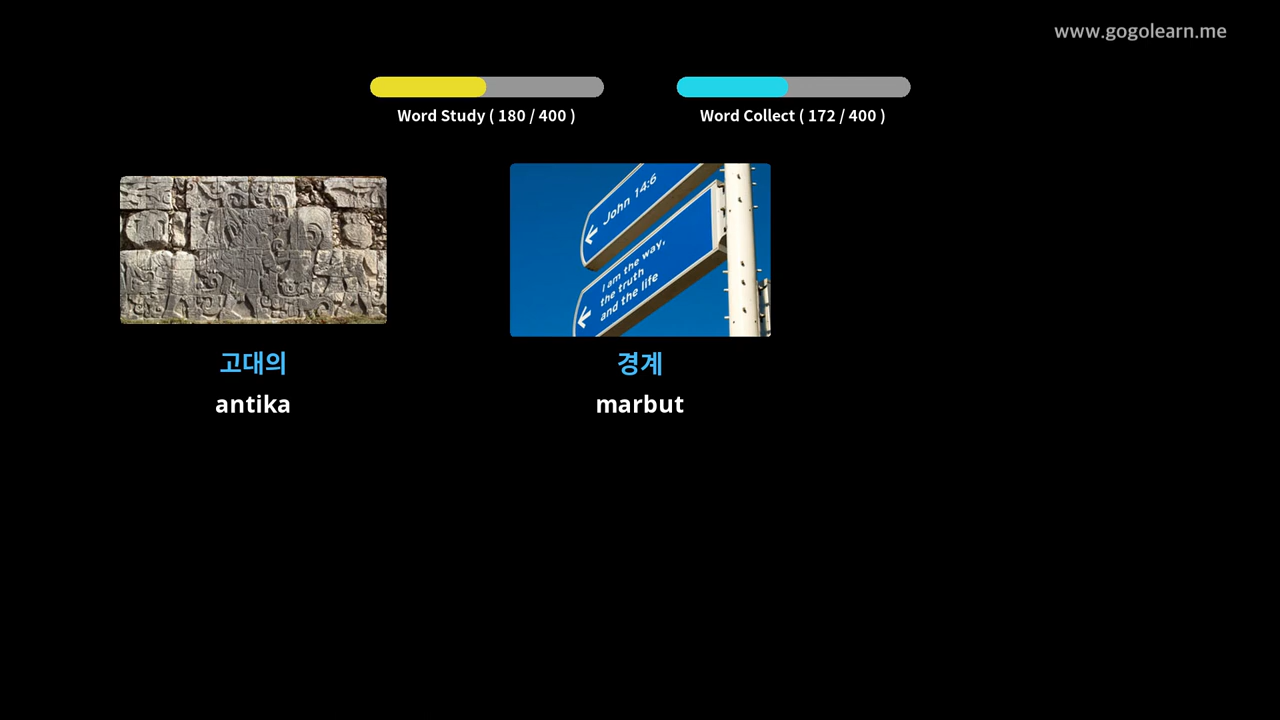 www.gogolearn.me
Word Study ( 180 / 400 )
Word Collect ( 172 / 400 )
John 14:6
I am the way,
the truth
and the life
고대의
경계
antika
marbut